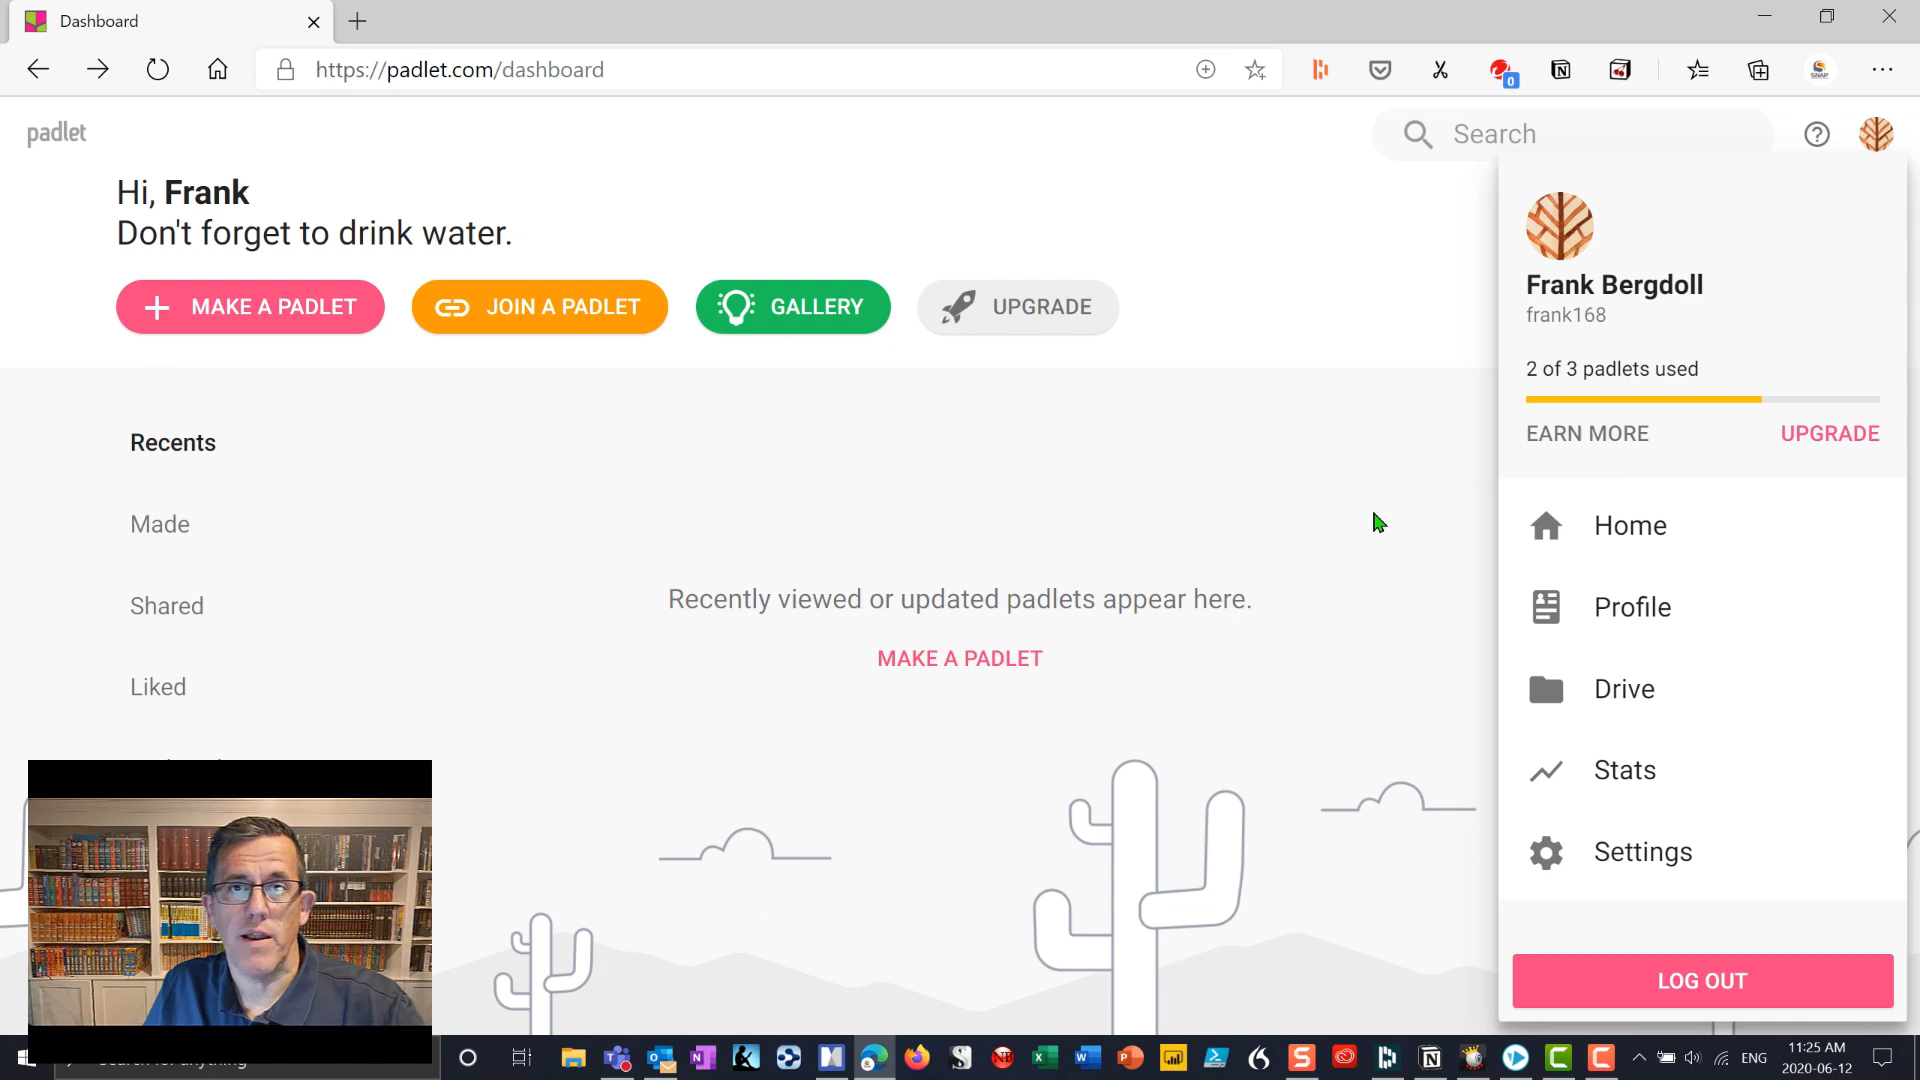 Dashboard
https://padlet.com/dashboard
0
SNAP
padlet
Search
Hi, Frank
Don't forget to drink water.
MAKE A PADLET
JOIN A PADLET
GALLERY
UPGRADE
Frank Bergdoll
frank168
2 of 3 padlets used
EARN MORE
UPGRADE
Recents
Made
Shared
Liked
Recently viewed or updated padlets appear here.
MAKE A PADLET
Home
Profile
Drive
Stats
Settings
LOG OUT
ENG
11:25 AM
2020-06-12